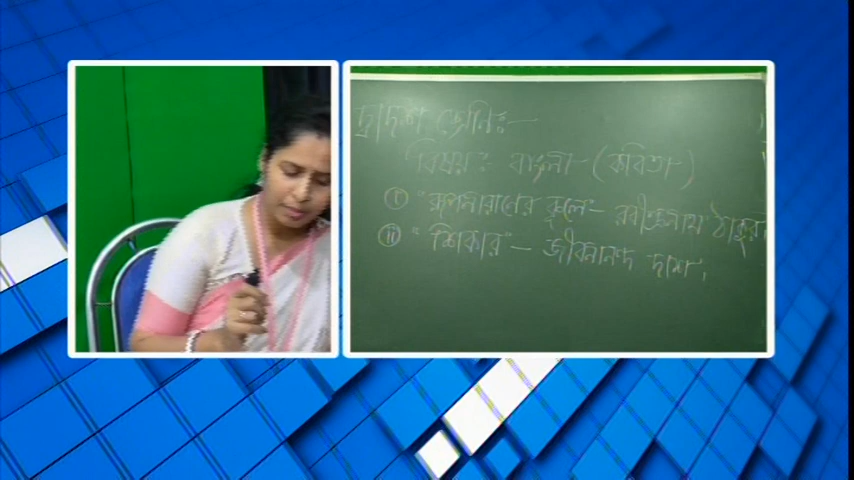 দ্বাদশ শ্রেনিঃ—
বিষয়ঃ বাংলা - (কবিতা)
(i) "রূপনারাণের কূলে" - রবীন্দ্রনাথ ঠাকুর।
(ii) "শিকার" - জীবনানন্দ দাশ,